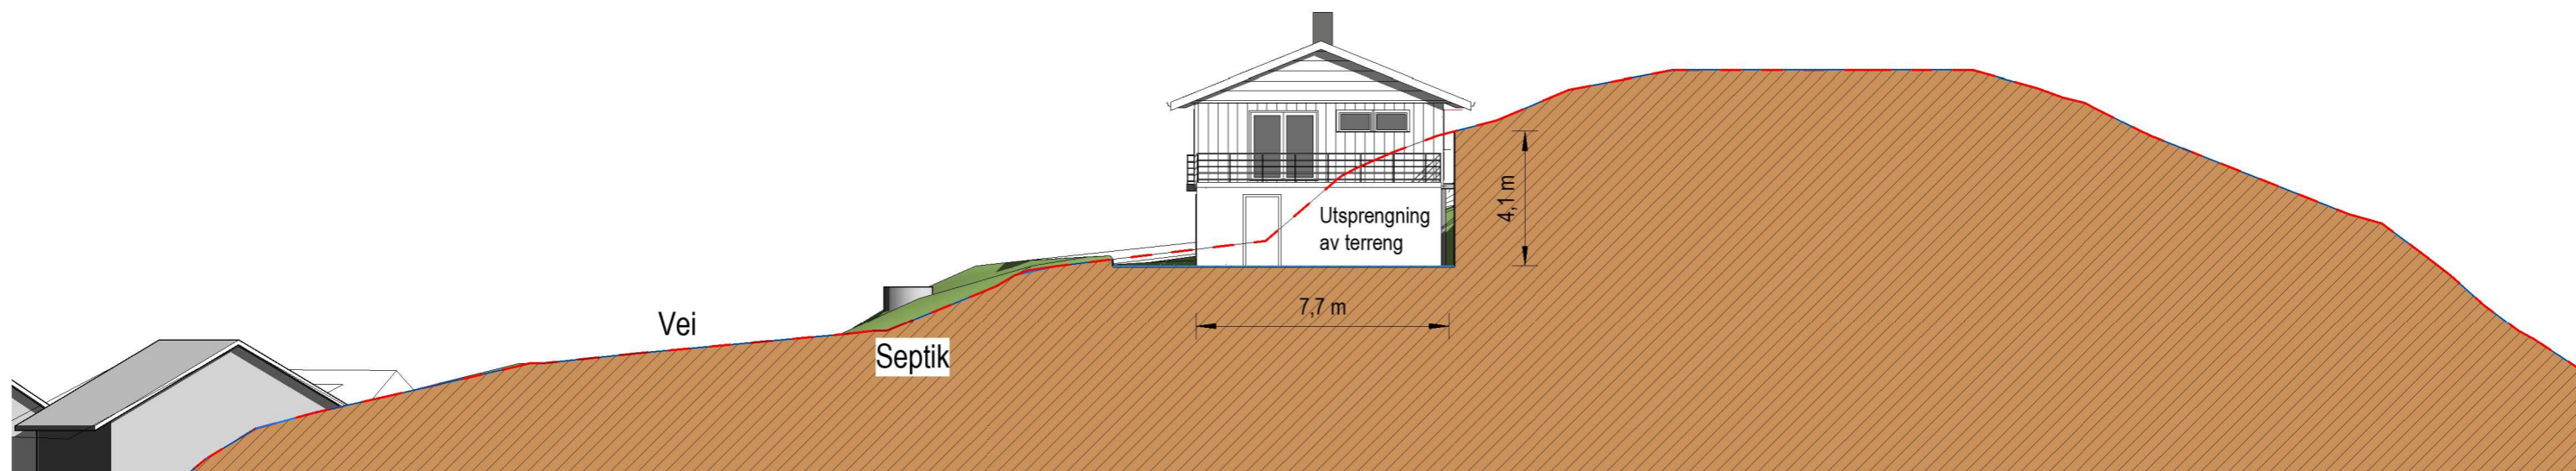 Utsprengning
av terreng
4,1 m
7,7 m
Vei
Septik